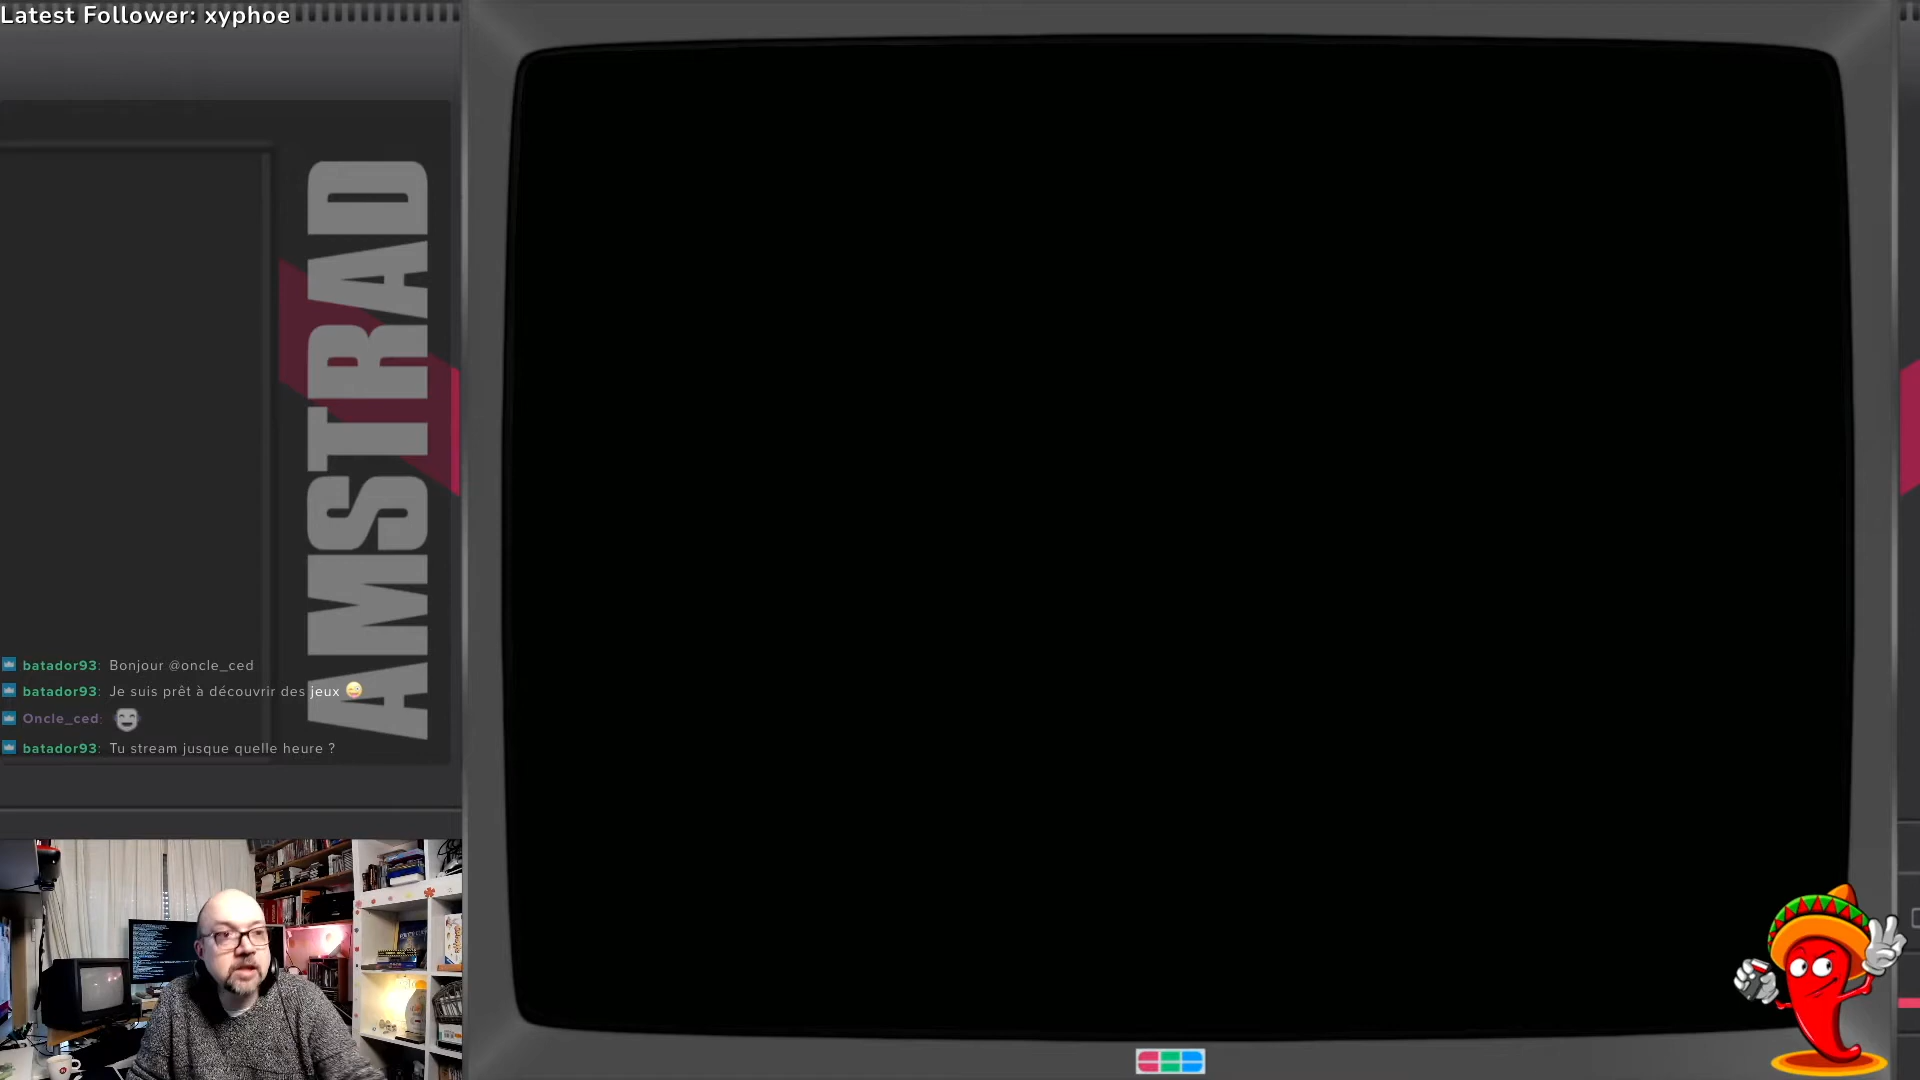 Latest Follower: xyphoe
AMSTRAD
batador93: Bonjour @oncle_ced
batador93: Je suis prêt à découvrir des jeux
Oncle_ced:
batador93: Tu stream jusque quelle heure ?